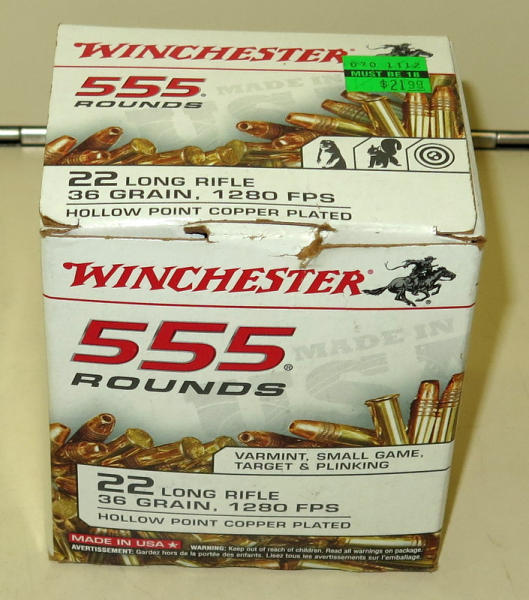 WINCHESTER
555®
ROUNDS
MADE IN
USA
MUST BE 18
$21.99
22 LONG RIFLE
36 GRAIN, 1280 FPS
HOLLOW POINT COPPER PLATED
WINCHESTER
555®
ROUNDS
MADE IN
USA
VARMINT, SMALL GAME,
TARGET & PLINKING
22 LONG RIFLE
36 GRAIN, 1280 FPS
HOLLOW POINT COPPER PLATED
MADE IN USA
WARNING: Keep out of reach of children. Read all warnings on package.
AVERTISSEMENT: Gardez hors de la portée des enfants. Lisez tous les avertissements sur l'emballage.